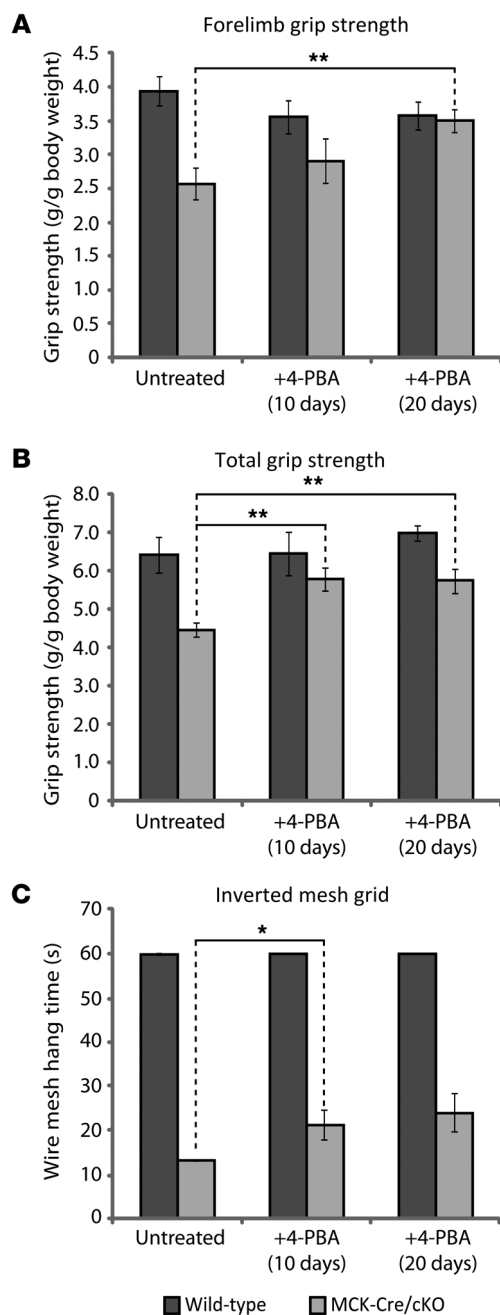 A
Forelimb grip strength
Grip strength (g/g body weight)
4.5
4.0
3.5
3.0
2.5
2.0
1.5
1.0
0.5
0
**
Untreated
+4-PBA
(10 days)
+4-PBA
(20 days)
B
Total grip strength
Grip strength (g/g body weight)
8.0
7.0
6.0
5.0
4.0
3.0
2.0
1.0
0
**
**
Untreated
+4-PBA
(10 days)
+4-PBA
(20 days)
C
Inverted mesh grid
Wire mesh hang time (s)
70
60
50
40
30
20
10
0
*
Untreated
+4-PBA
(10 days)
+4-PBA
(20 days)
Wild-type MCK-Cre/cKO